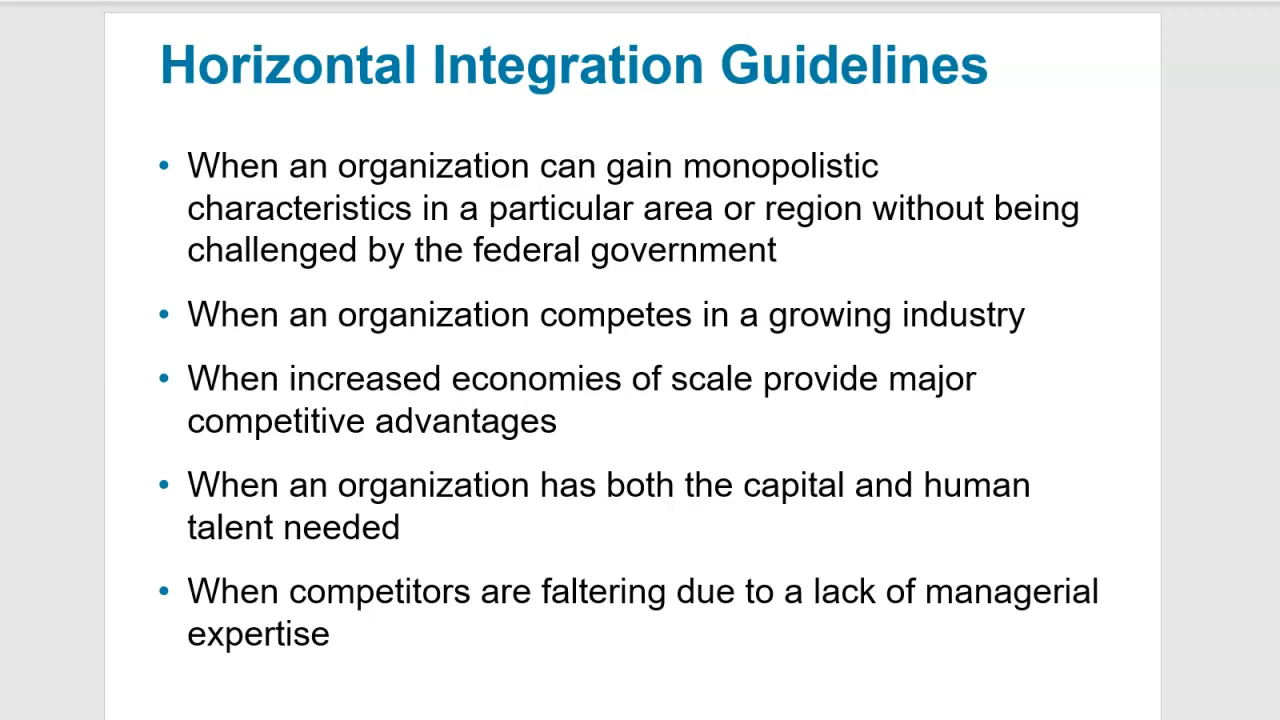 Horizontal Integration Guidelines
• When an organization can gain monopolistic
characteristics in a particular area or region without being
challenged by the federal government
• When an organization competes in a growing industry
• When increased economies of scale provide major
competitive advantages
• When an organization has both the capital and human
talent needed
• When competitors are faltering due to a lack of managerial
expertise